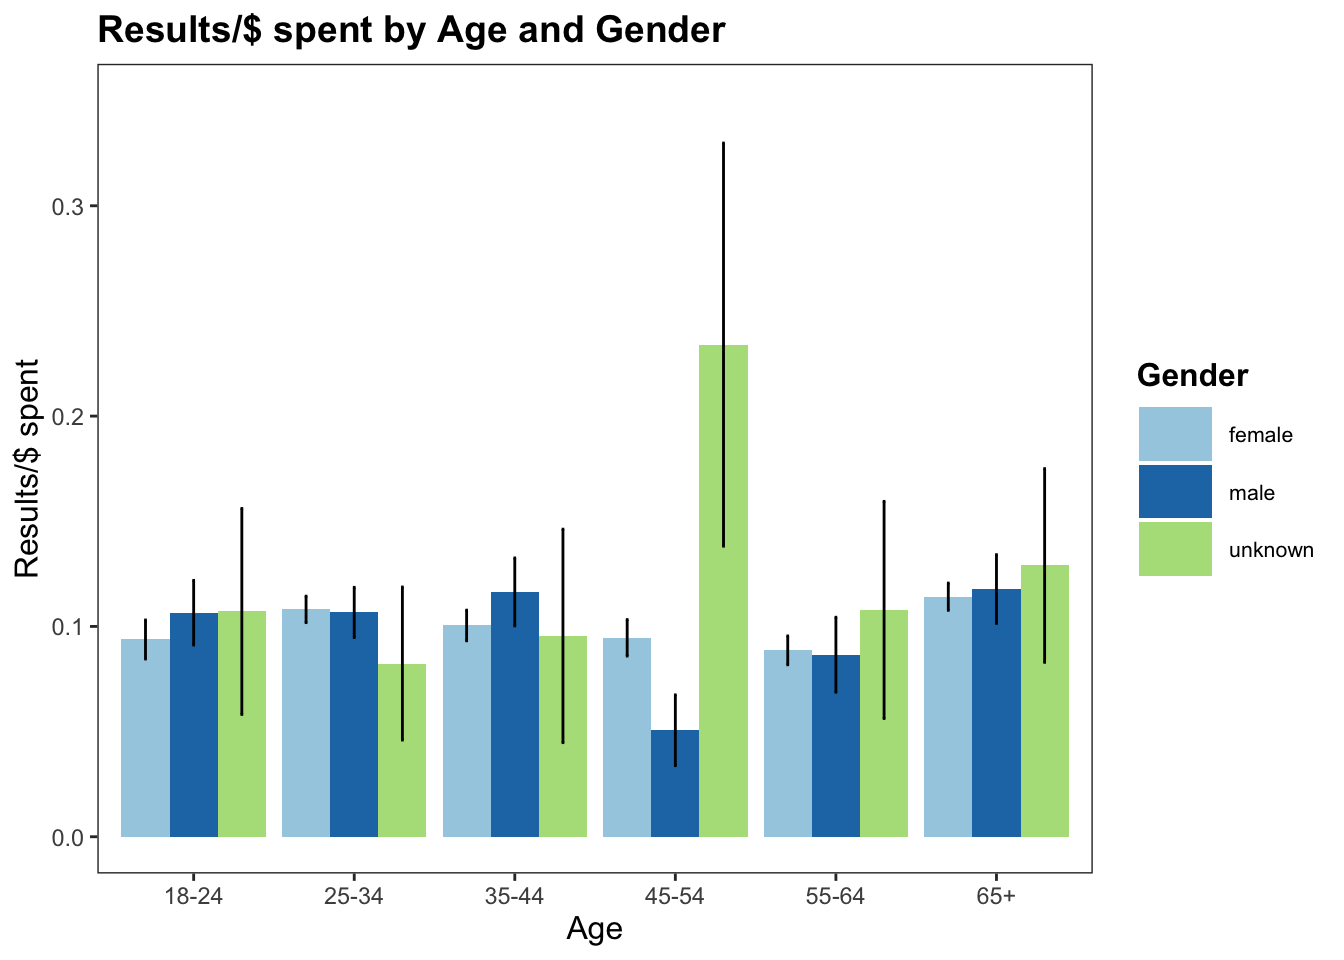 Results/$ spent by Age and Gender
Results/$ spent
0.3
0.2
0.1
0.0
18-24 25-34 35-44 45-54 55-64 65+
Age
Gender
female
male
unknown